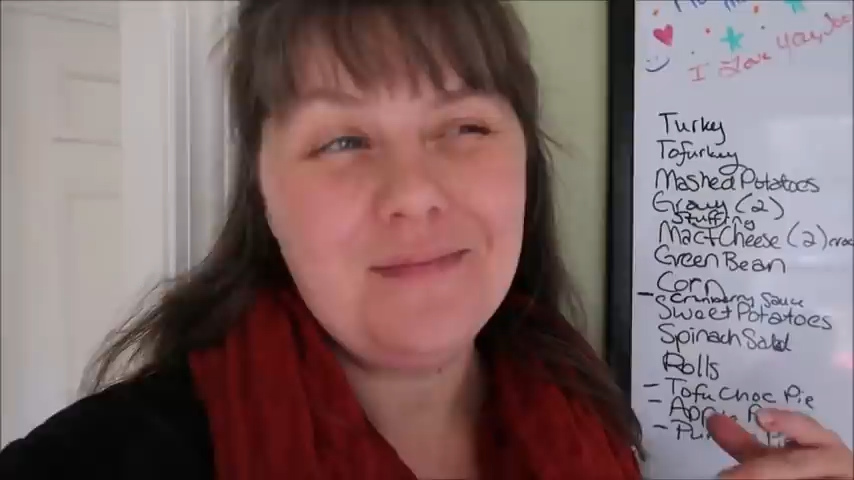 I Love you,
Turky
Tofurkey
Mashed Potatoes
Gravy (2)
Stuffing
Mac+Cheese (2)
Green Bean
Corn
- Cranberry Sauce
Sweet Potatoes
Spinach Salad
Rolls
- Tofu Choc Pie
- Apple
-